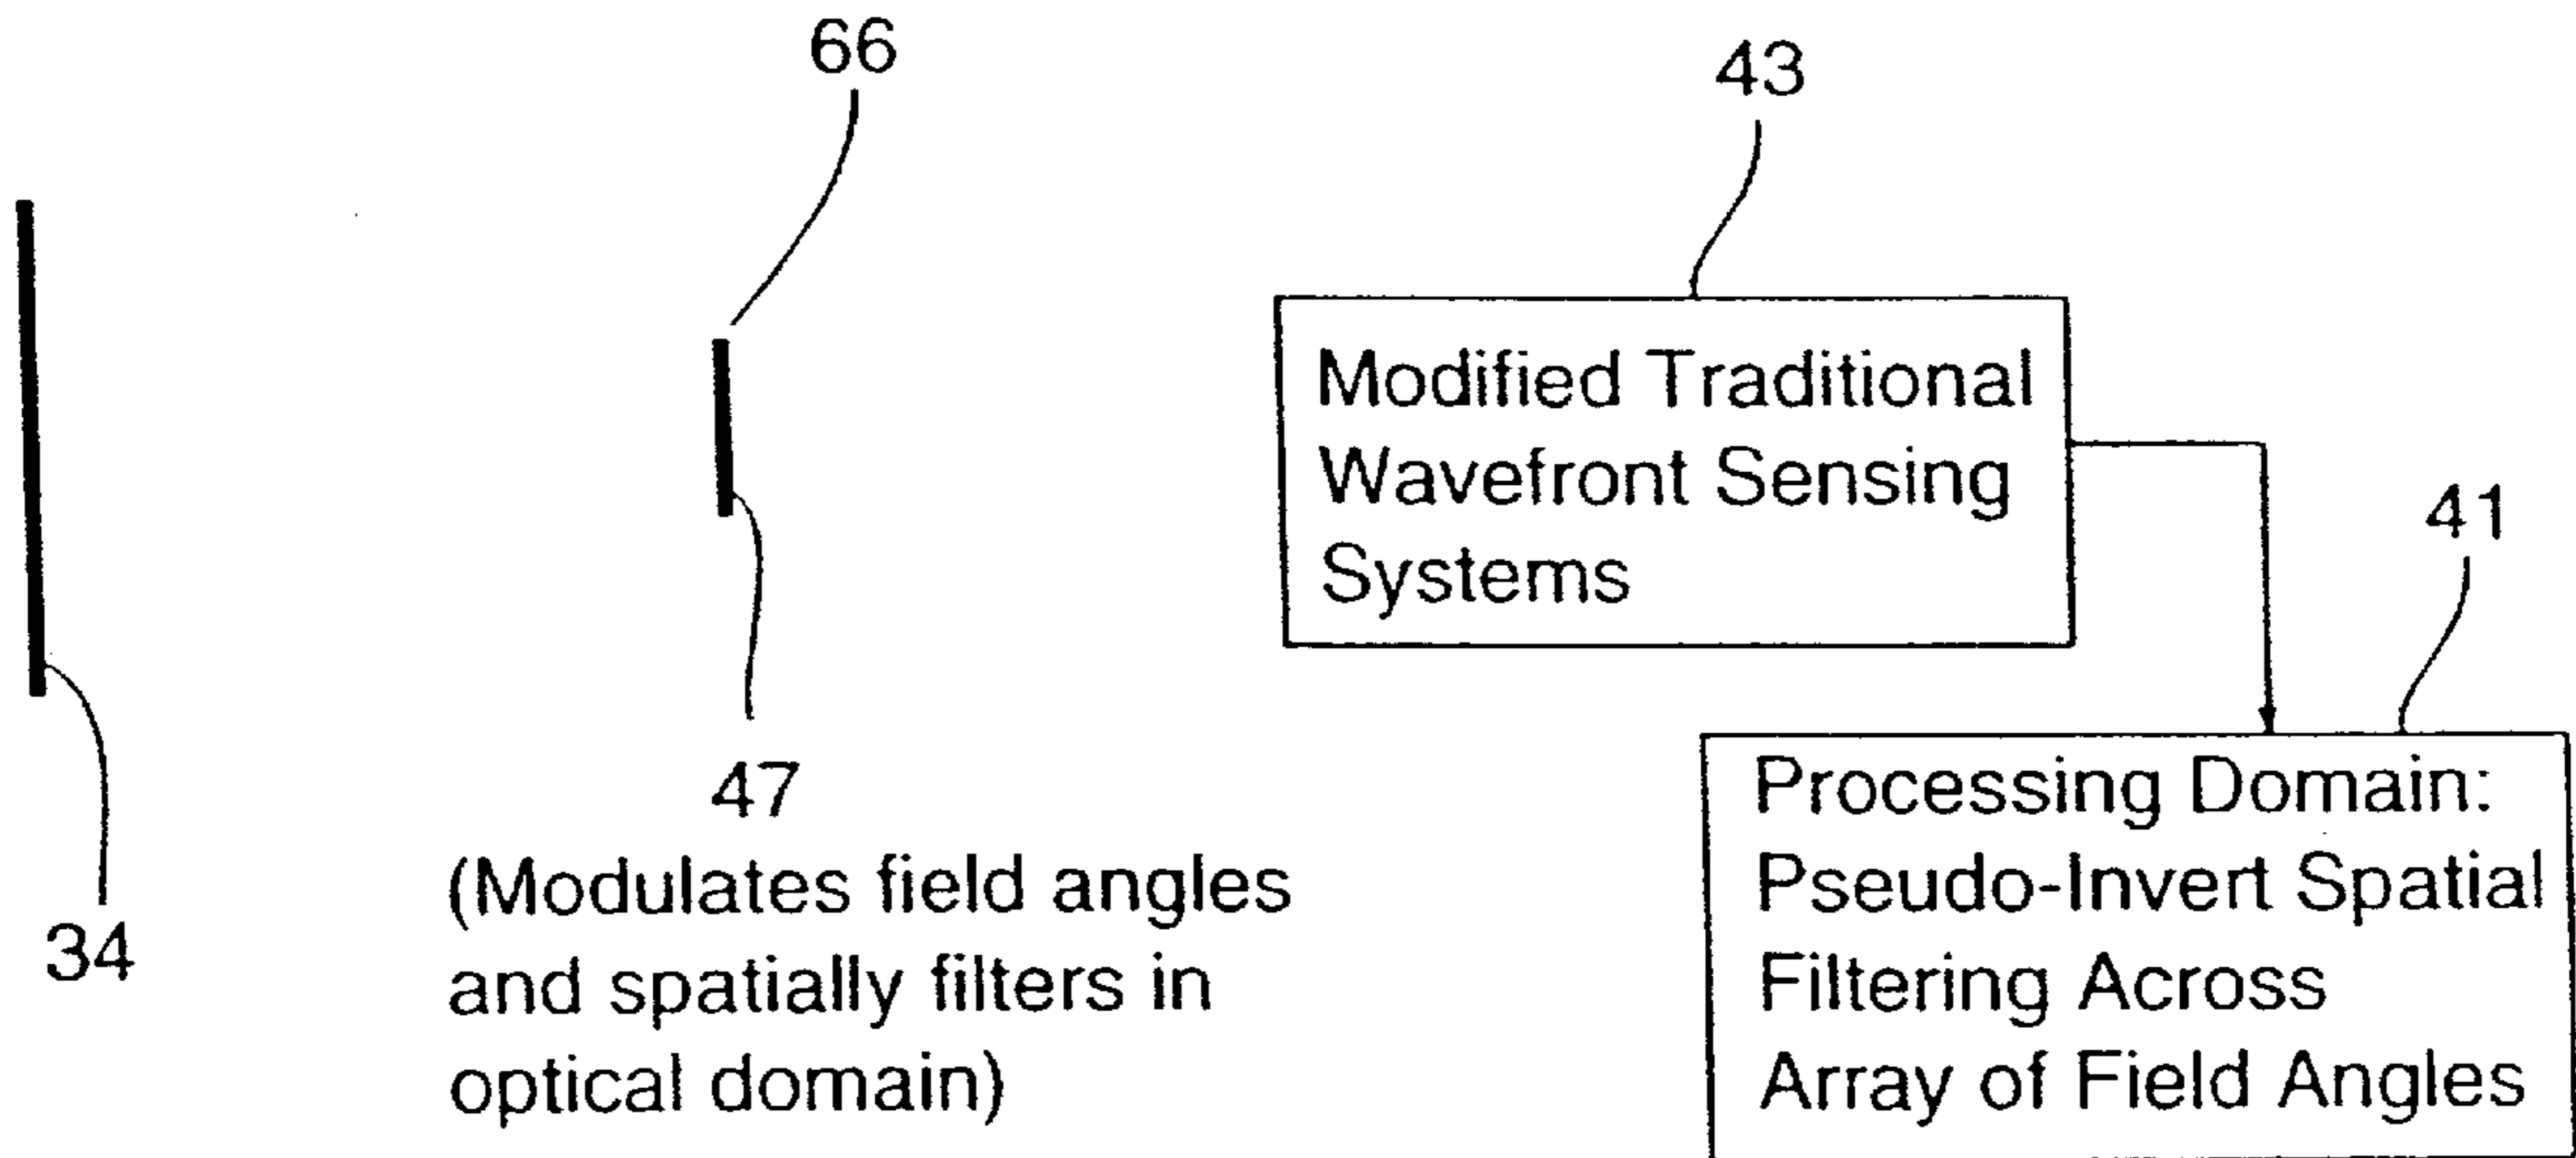 66
43
Modified Traditional
Wavefront Sensing
Systems
41
47
(Modulates field angles
and spatially filters in
optical domain)
34
Processing Domain:
Pseudo-Invert Spatial
Filtering Across
Array of Field Angles